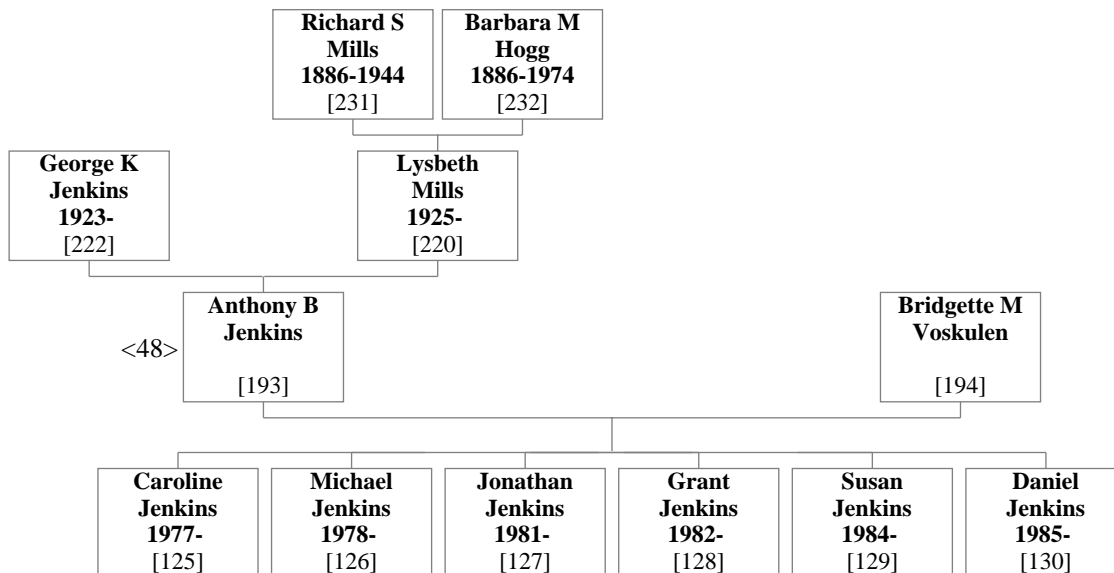 Richard S
Mills
1886-1944
[231]
Barbara M
Hogg
1886-1974
[232]
George K
Jenkins
1923-
[222]
Lysbeth
Mills
1925-
[220]
<48>
Anthony B
Jenkins
[193]
Bridgette M
Voskulen
[194]
Caroline
Jenkins
1977-
[125]
Michael
Jenkins
1978-
[126]
Jonathan
Jenkins
1981-
[127]
Grant
Jenkins
1982-
[128]
Susan
Jenkins
1984-
[129]
Daniel
Jenkins
1985-
[130]